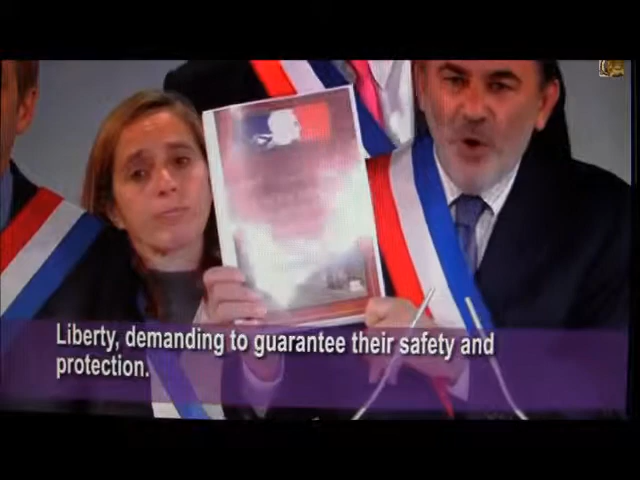 Liberty, demanding to guarantee their safety and
protection.